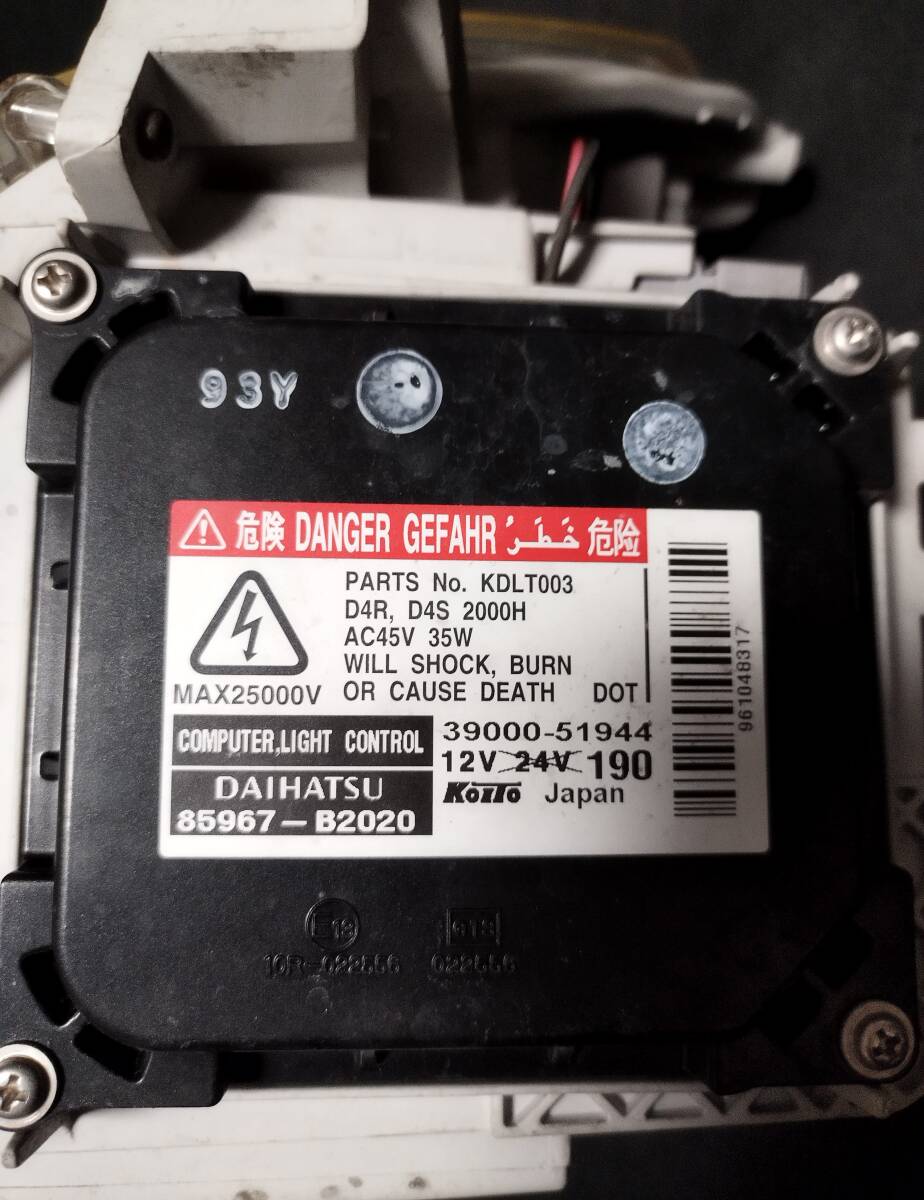 93Y
危険 DANGER GEFAHR خَطَرٌ 危险
PARTS No. KDLT003
D4R, D4S 2000H
AC45V 35W
WILL SHOCK, BURN
OR CAUSE DEATH DOT
MAX25000V
COMPUTER,LIGHT CONTROL
DAIHATSU
85967-B2020
39000-51944
12V 24V 190
KOITO Japan
961048317
E13
10R-022556
022556